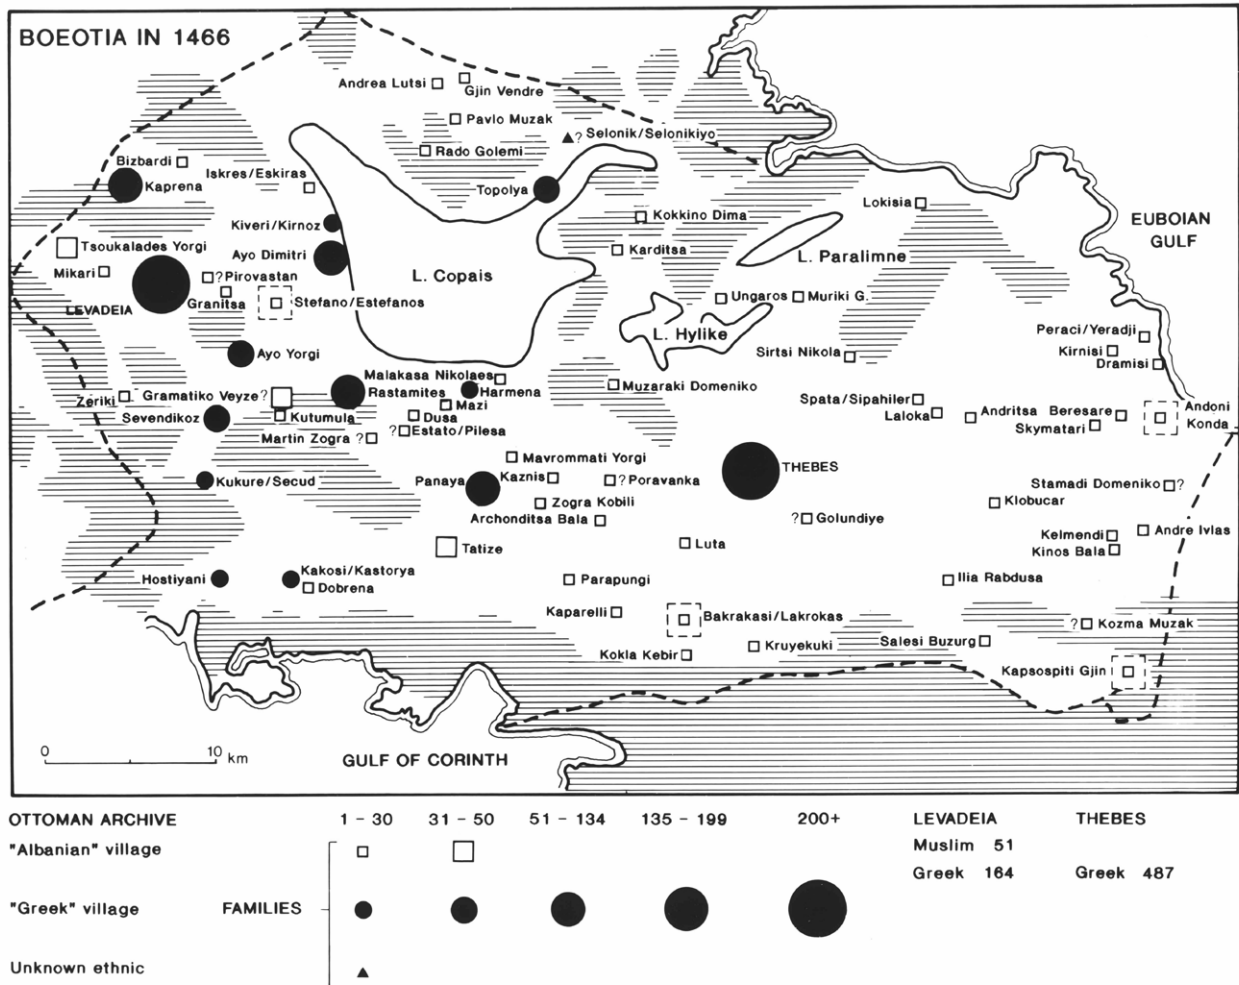 BOEOTIA IN 1466
Andrea Lutsi
Gjin Vendre
Pavlo Muzak
? Selonik/Selonikiyo
Rado Golemi
Bizbardi
Iskres/Eskiras
Kaprena
Topolya
Lokisia
Kokkino Dima
EUBOIAN
GULF
Kiveri/Kirnoz
Tsoukalades Yorgi
Ayo Dimitri
Karditsa
L. Paralimne
Mikari
? Pirovastan
L. Copais
Granitsa
Stefano/Estefanos
Ungaros
Muriki G.
LEVADEIA
L. Hylike
Peraci/Yeradji
Kirnisi
Ayo Yorgi
Sirtsi Nikola
Dramisi
Malakasa Nikolaes
Zeriki
Gramatiko Veyze ?
Rastamites
Harmena
Muzaraki Domeniko
Mazi
Spata/Sipahiler
Andoni
Konda
Sevendikoz
Kutumula
Dusa
Laloka
Andritsa
Beresare
Skymatari
Martin Zogra ?
? Estato/Pilesa
Mavrommati Yorgi
THEBES
Kukure/Secud
Panaya
Kaznis
? Poravanka
Stamadi Domeniko ?
Zogra Kobili
Klobucar
Archonditsa Bala
? Golundiye
Andre Ivlas
Kelmendi
Tatize
Luta
Kinos Bala
Hostiyani
Kakosi/Kastorya
Dobrena
Parapungi
Ilia Rabdusa
Kaparelli
Bakrakasi/Lakrokas
? Kozma Muzak
Kokla Kebir
Kruyekuki
Salesi Buzurg
Kapsospiti Gjin
0 10 km
GULF OF CORINTH
OTTOMAN ARCHIVE 1 - 30 31 - 50 51 - 134 135 - 199 200+ LEVADEIA THEBES
"Albanian" village Muslim 51
Greek 164 Greek 487
"Greek" village FAMILIES
Unknown ethnic